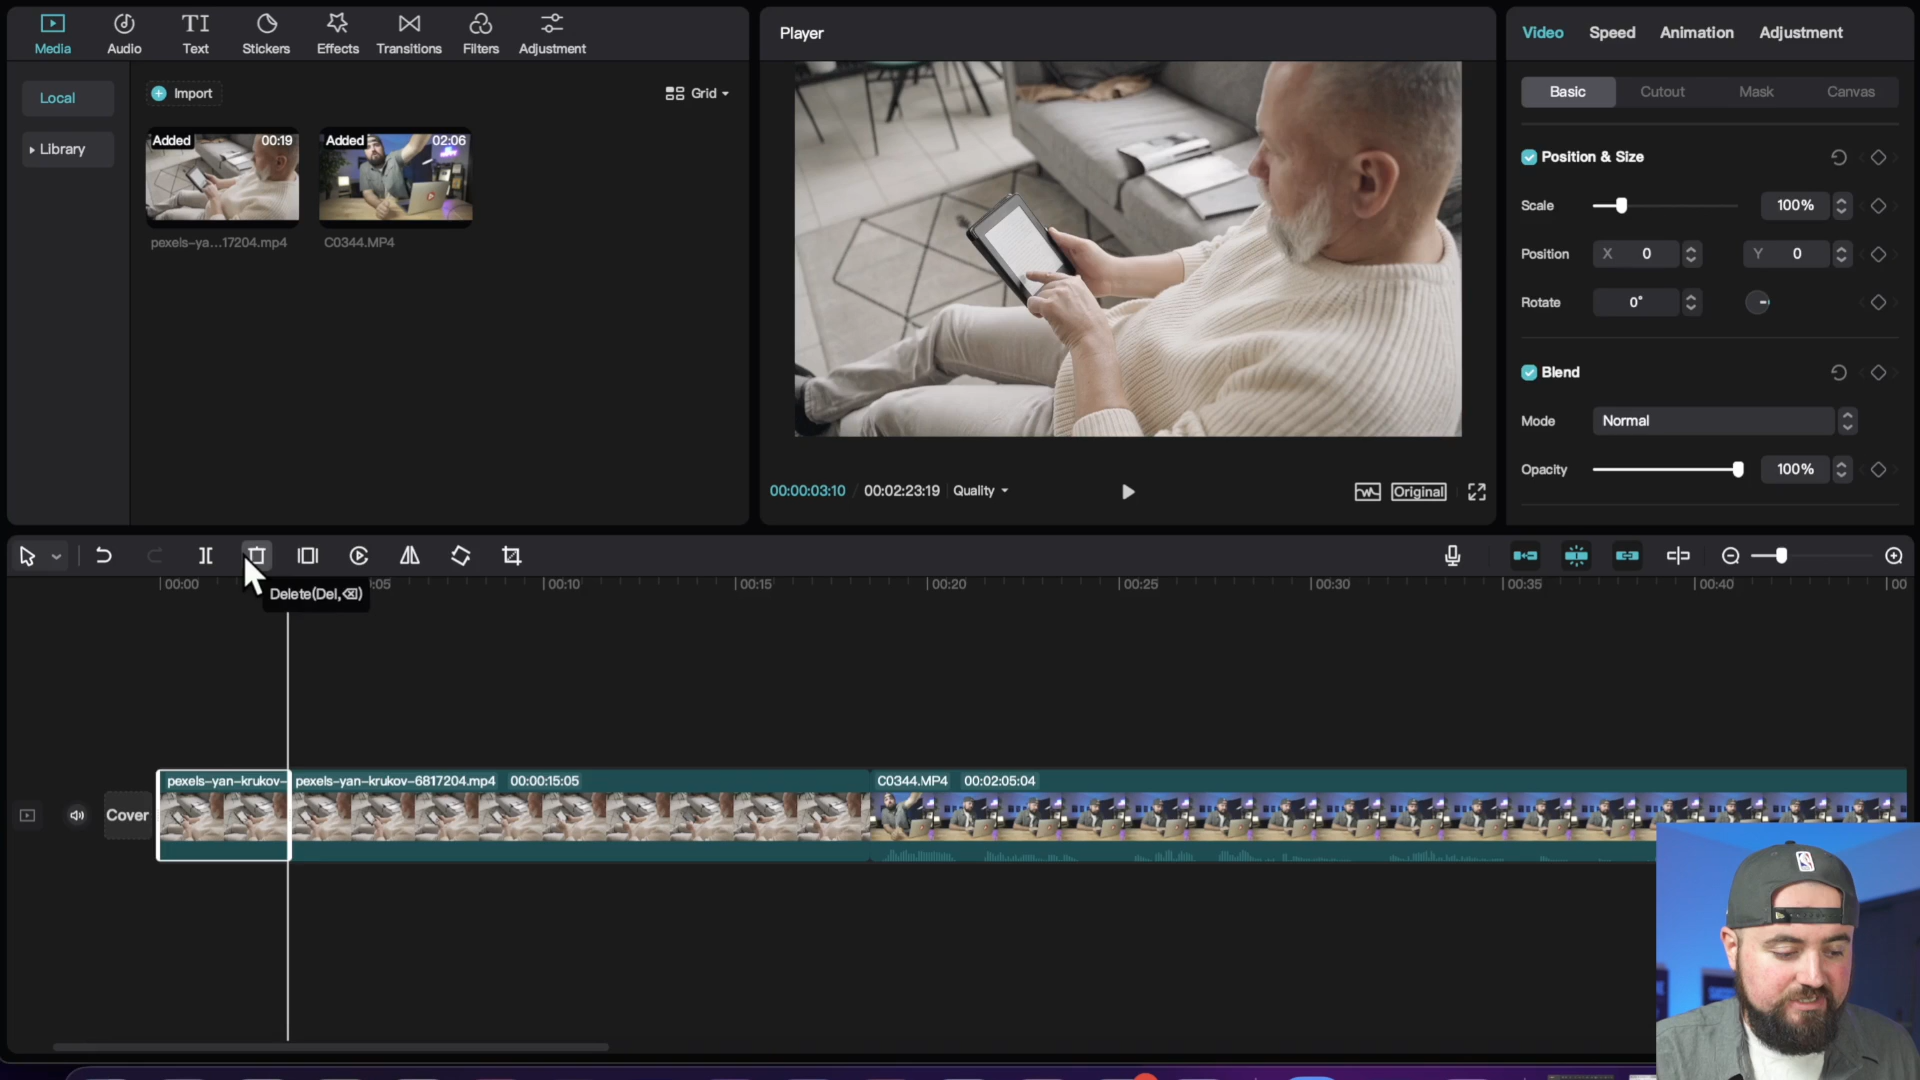 Media
Audio
TI
Text
Stickers
Effects
Transitions
Filters
Adjustment
Player
Video
Speed
Animation
Adjustment
Local
Library
Import
Grid
Added 00:19
Added 02:06
pexels-ya...17204.mp4
C0344.MP4
Basic
Cutout
Mask
Canvas
Position & Size
Scale
100%
Position
X 0
Y 0
Rotate
0°
Blend
Mode
Normal
Opacity
100%
00:00:03:10 / 00:02:23:19
Quality
Original
Delete(Del,⌫)
00:00
:05
00:10
00:15
00:20
00:25
00:30
00:35
00:40
00
pexels-yan-krukov-
pexels-yan-krukov-6817204.mp4 00:00:15:05
C0344.MP4 00:02:05:04
Cover